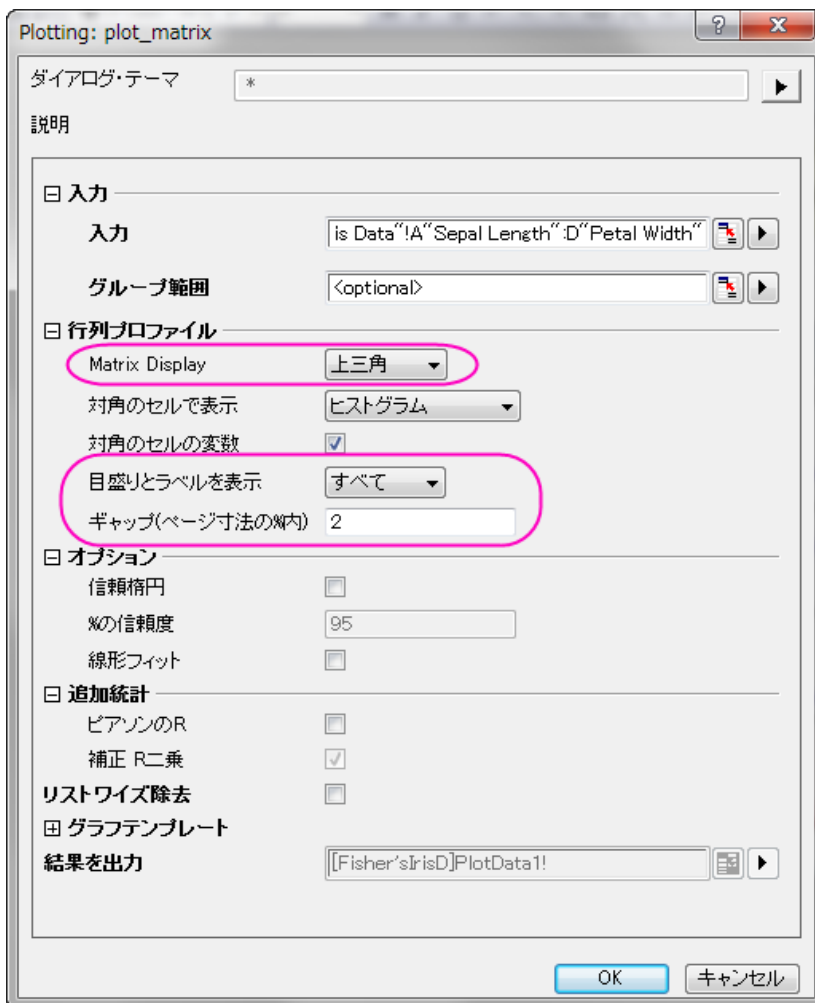 Plotting: plot_matrix
ダイアログ・テーマ *
説明
入力
入力 is Data"!A"Sepal Length":D"Petal Width"
グループ範囲 <optional>
行列プロファイル
Matrix Display 上三角
対角のセルで表示 ヒストグラム
対角のセルの変数
目盛りとラベルを表示 すべて
ギャップ(ページ寸法の%内) 2
オプション
信頼楕円
%の信頼度 95
線形フィット
追加統計
ピアソンのR
補正 R二乗
リストワイズ除去
グラフテンプレート
結果を出力 [Fisher'sIrisD]PlotData1!
OK キャンセル